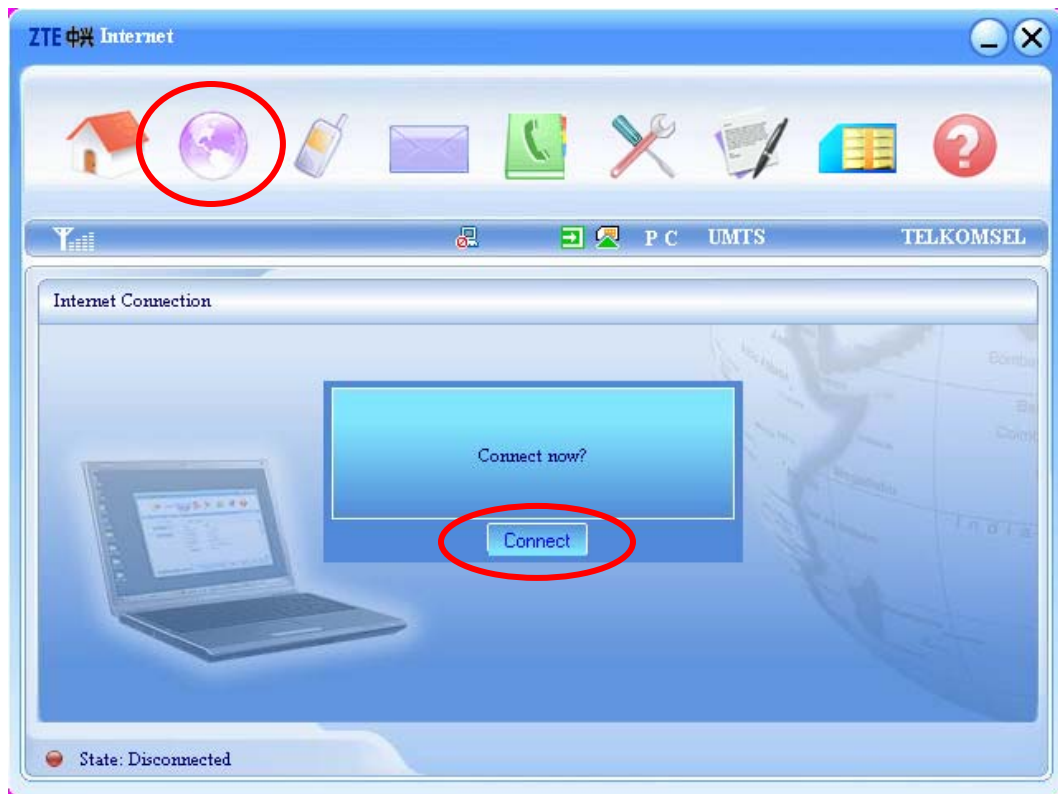 ZTE中兴 Internet
P C UMTS TELKOMSEL
Internet Connection
Connect now?
Connect
State: Disconnected